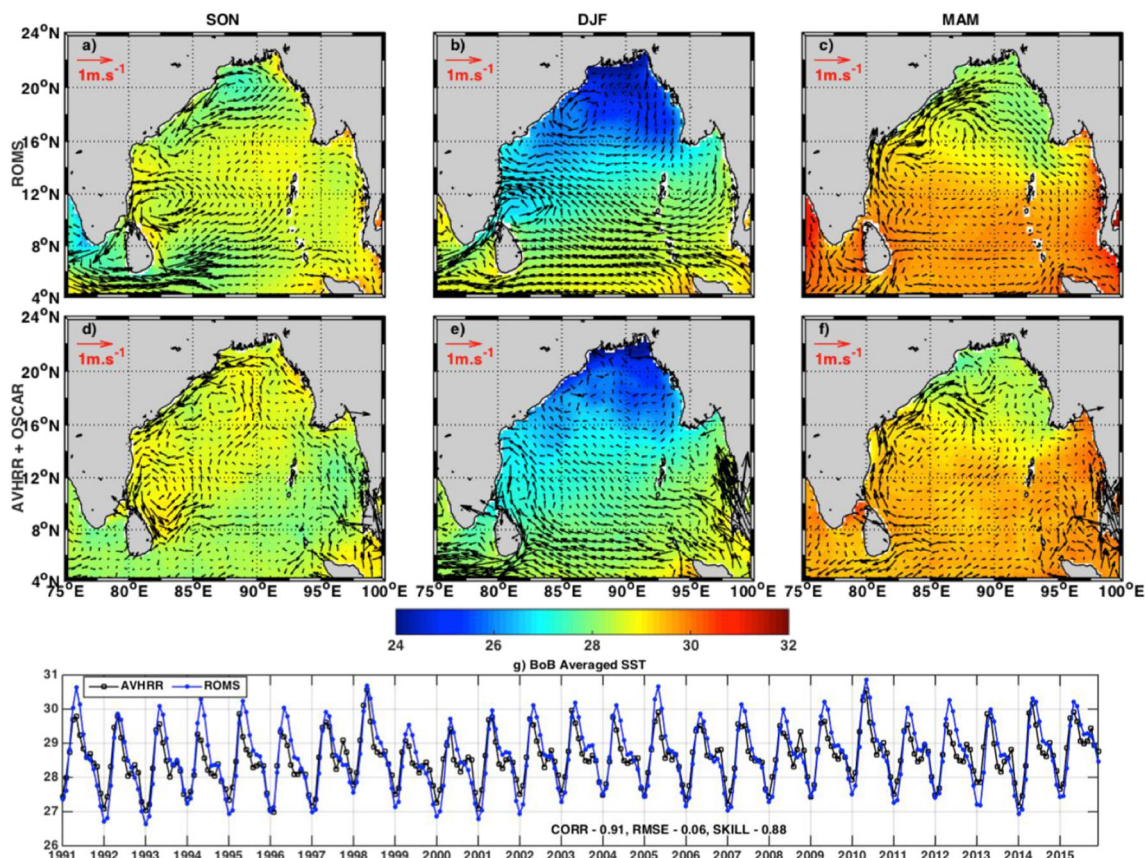 SON DJF MAM
24°N a) b) c)
1m.s⁻¹ 1m.s⁻¹ 1m.s⁻¹
20°N
16°N
ROMS
12°N
8°N
4°N
24°N d) e) f)
1m.s⁻¹ 1m.s⁻¹ 1m.s⁻¹
20°N
16°N
AVHRR + OSCAR
12°N
8°N
4°N
75°E 80°E 85°E 90°E 95°E 100°E 75°E 80°E 85°E 90°E 95°E 100°E 75°E 80°E 85°E 90°E 95°E 100°E
24 26 28 30 32
g) BoB Averaged SST
31
AVHRR ROMS
30
29
28
27
CORR - 0.91, RMSE - 0.06, SKILL - 0.88
26
1991 1992 1993 1994 1995 1996 1997 1998 1999 2000 2001 2002 2003 2004 2005 2006 2007 2008 2009 2010 2011 2012 2013 2014 2015